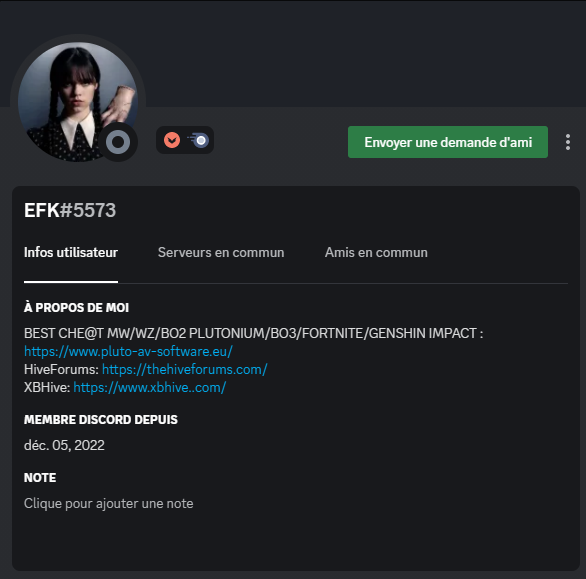 Envoyer une demande d'ami
EFK#5573
Infos utilisateur Serveurs en commun Amis en commun
À PROPOS DE MOI
BEST CHE@T MW/WZ/BO2 PLUTONIUM/BO3/FORTNITE/GENSHIN IMPACT :
https://www.pluto-av-software.eu/
HiveForums: https://thehiveforums.com/
XBHive: https://www.xbhive..com/
MEMBRE DISCORD DEPUIS
déc. 05, 2022
NOTE
Clique pour ajouter une note